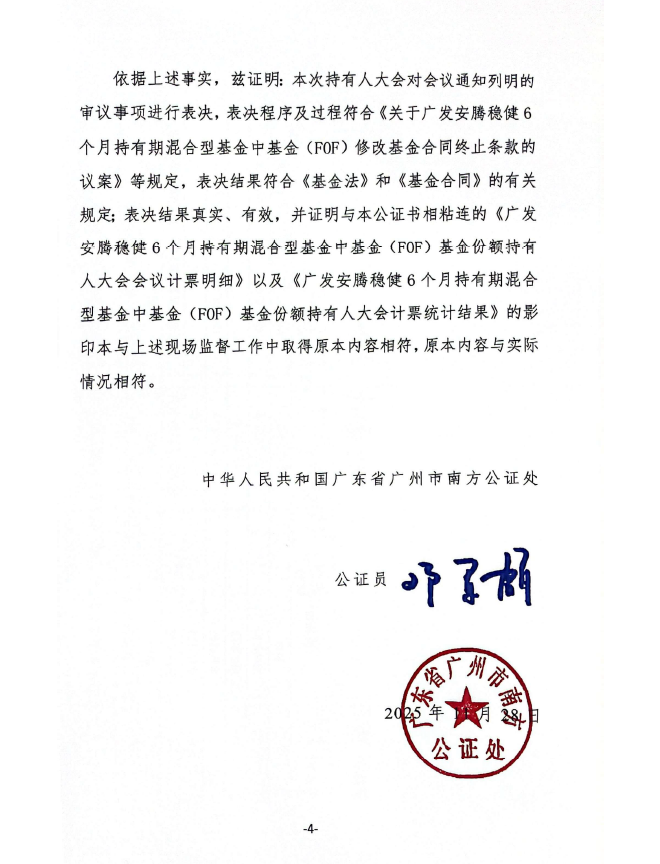 依据上述事实，兹证明：本次持有人大会对会议通知列明的
审议事项进行表决，表决程序及过程符合《关于广发安腾稳健6
个月持有期混合型基金中基金（FOF）修改基金合同终止条款的
议案》等规定，表决结果符合《基金法》和《基金合同》的有关
规定；表决结果真实、有效，并证明与本公证书相粘连的《广发
安腾稳健6个月持有期混合型基金中基金（FOF）基金份额持有
人大会会议计票明细》以及《广发安腾稳健6个月持有期混合
型基金中基金（FOF）基金份额持有人大会计票统计结果》的影
印本与上述现场监督工作中取得原本内容相符，原本内容与实际
情况相符。
中华人民共和国广东省广州市南方公证处
公证员
广东省广州市南方
2025年11月28日
公证处
-4-